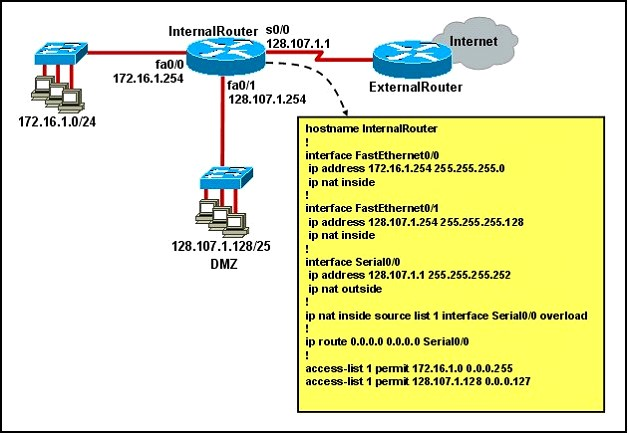 InternalRouter
s0/0
128.107.1.1
Internet
fa0/0
172.16.1.254
fa0/1
128.107.1.254
ExternalRouter
172.16.1.0/24
128.107.1.128/25
DMZ
hostname InternalRouter
!
interface FastEthernet0/0
ip address 172.16.1.254 255.255.255.0
ip nat inside
!
interface FastEthernet0/1
ip address 128.107.1.254 255.255.255.128
ip nat inside
!
interface Serial0/0
ip address 128.107.1.1 255.255.255.252
ip nat outside
!
ip nat inside source list 1 interface Serial0/0 overload
!
ip route 0.0.0.0 0.0.0.0 Serial0/0
!
access-list 1 permit 172.16.1.0 0.0.0.255
access-list 1 permit 128.107.1.128 0.0.0.127